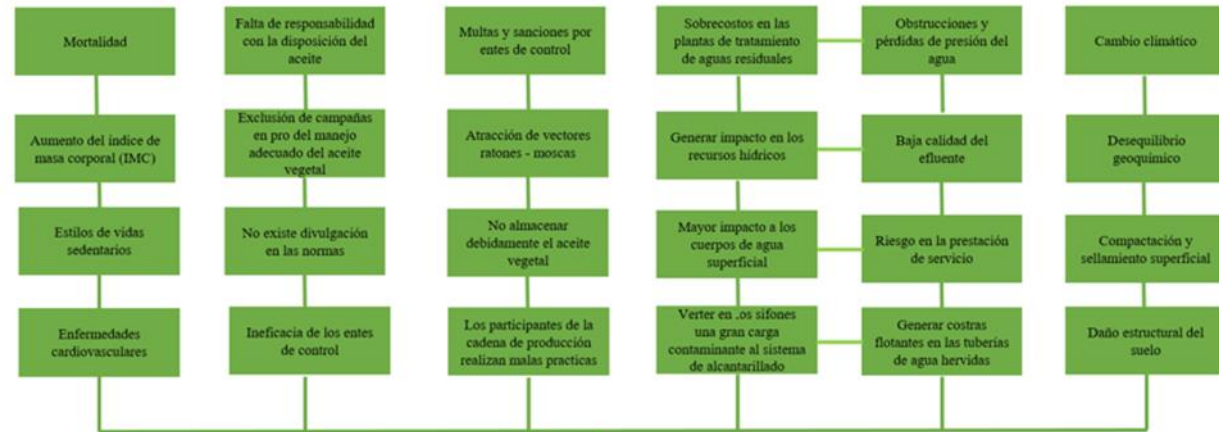 Mortalidad
Falta de responsabilidad
con la disposición del
aceite
Multas y sanciones por
entes de control
Sobrecostos en las
plantas de tratamiento
de aguas residuales
Obstrucciones y
pérdidas de presión del
agua
Cambio climático
Aumento del índice de
masa corporal (IMC)
Exclusión de campañas
en pro del manejo
adecuado del aceite
vegetal
Atracción de vectores
ratones - moscas
Generar impacto en los
recursos hídricos
Baja calidad del
efluente
Desequilibrio
geoquímico
Estilos de vidas
sedentarios
No existe divulgación
en las normas
No almacenar
debidamente el aceite
vegetal
Mayor impacto a los
cuerpos de agua
superficial
Riesgo en la prestación
de servicio
Compactación y
sellamiento superficial
Enfermedades
cardiovasculares
Ineficacia de los entes
de control
Los participantes de la
cadena de producción
realizan malas practicas
Verter en .os sifones
una gran carga
contaminante al sistema
de alcantarillado
Generar costras
flotantes en las tuberías
de agua hervidas
Daño estructural del
suelo